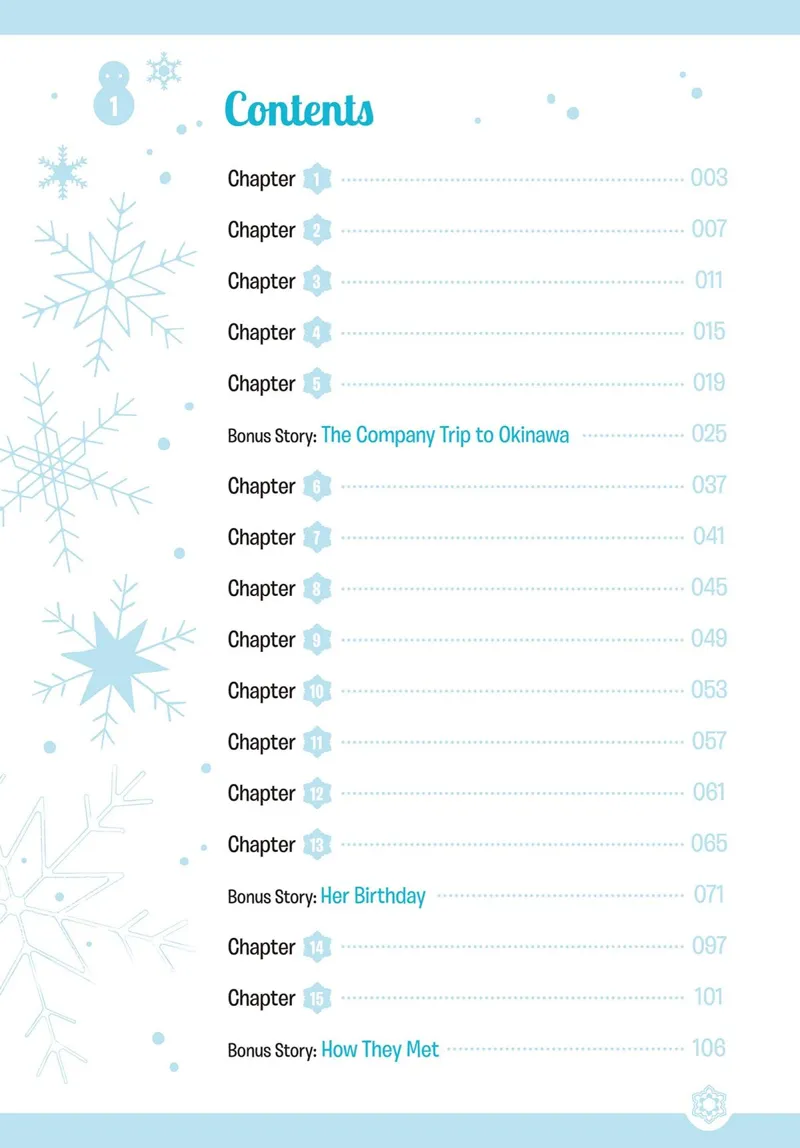 1
Contents
Chapter 1 003
Chapter 2 007
Chapter 3 011
Chapter 4 015
Chapter 5 019
Bonus Story: The Company Trip to Okinawa 025
Chapter 6 037
Chapter 7 041
Chapter 8 045
Chapter 9 049
Chapter 10 053
Chapter 11 057
Chapter 12 061
Chapter 13 065
Bonus Story: Her Birthday 071
Chapter 14 097
Chapter 15 101
Bonus Story: How They Met 106